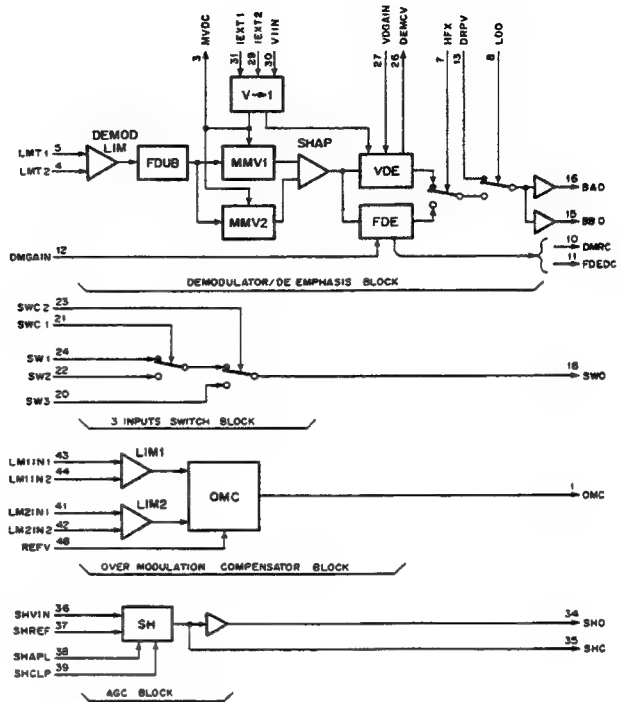 MVDC
IEXT1
IEXT2
VIIN
VDGAIN
DEMCV
HFX
DRPV
LOD
3
31
29
30
27
26
7
13
8
V→1
DEMOD
LIM
SHAP
LMT1 5
LMT2 4
FDUB
MMV1
VDE
16 BAO
MMV2
FDE
15 BBO
10 DMRC
DMGAIN 12
11 FDEDC
DEMODULATOR/DE EMPHASIS BLOCK
SWC2 23
SWC1 21
SW1 24
SW2 22
18 SWO
SW3 20
3 INPUTS SWITCH BLOCK
LM1IN1 43
LIM1
LM1IN2 44
OMC
1 OMC
LM2IN1 41
LIM2
LM2IN2 42
REFV 48
OVER MODULATION COMPENSATOR BLOCK
SHVIN 36
34 SHO
SHREF 37
SH
35 SHC
SHAPL 38
SHCLP 39
AGC BLOCK